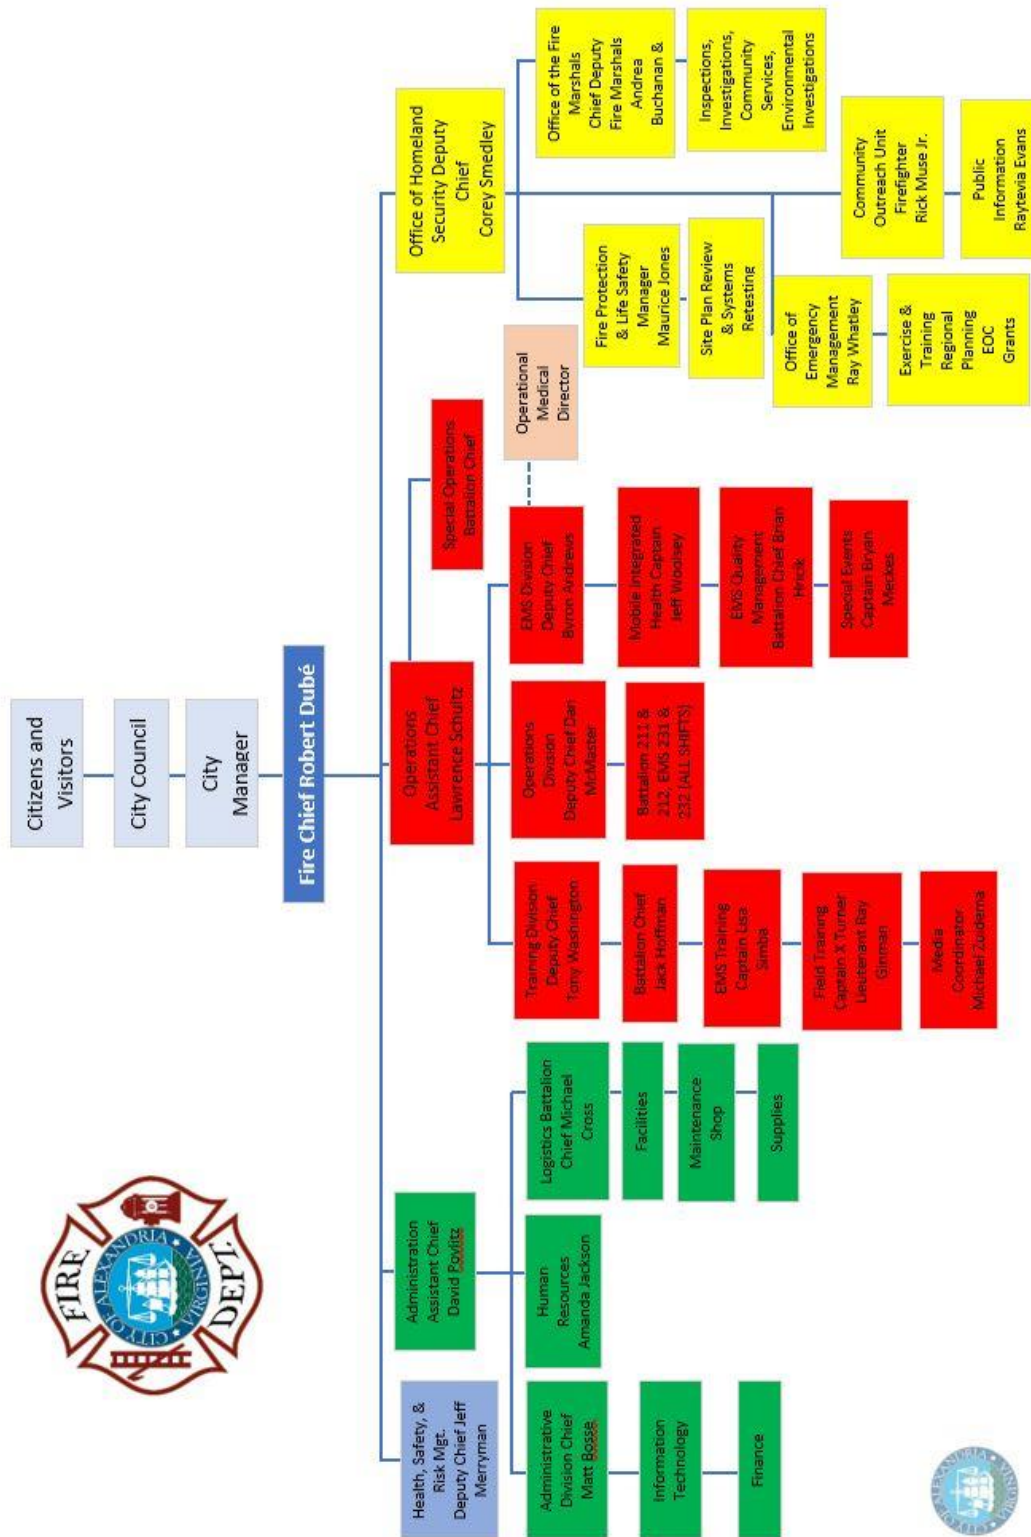 Citizens and
Visitors
City Council
City
Manager
Fire Chief Robert Dubé
FIRE
CITY OF ALEXANDRIA
VIRGINIA
DEPT.
Health, Safety, &
Risk Mgt.
Deputy Chief Jeff
Merryman
Administration
Assistant Chief
David Povlitz
Operations
Assistant Chief
Lawrence Schultz
Special Operations
Battalion Chief
Office of Homeland
Security Deputy
Chief
Corey Smedley
Administrative
Division Chief
Matt Bosse
Information
Technology
Finance
Human
Resources
Amanda Jackson
Logistics Battalion
Chief Michael
Cross
Facilities
Maintenance
Shop
Supplies
Training Division
Deputy Chief
Tony Washington
Battalion Chief
Jack Hoffman
EMS Training
Captain Lisa
Simba
Field Training
Captain X Turner
Lieutenant Ray
Ginman
Media
Coordinator
Michael Zuidema
Operations
Division
Deputy Chief Dan
McMaster
Battalion 211 &
212, EMS 231 &
232 (ALL SHIFTS)
EMS Division
Deputy Chief
Byron Andrews
Mobile Integrated
Health Captain
Jeff Woolsey
EMS Quality
Management
Battalion Chief Brian
Hricik
Special Events
Captain Bryan
Meckes
Operational
Medical
Director
Fire Protection
& Life Safety
Manager
Maurice Jones
Site Plan Review
& Systems
Retesting
Office of the Fire
Marshals
Chief Deputy
Fire Marshals
Andrea
Buchanan &
Inspections,
Investigations,
Community
Services,
Environmental
Investigations
Office of
Emergency
Management
Ray Whatley
Exercise &
Training
Regional
Planning
EOC
Grants
Community
Outreach Unit
Firefighter
Rick Muse Jr.
Public
Information
Raytevia Evans
CITY OF ALEXANDRIA
VIRGINIA